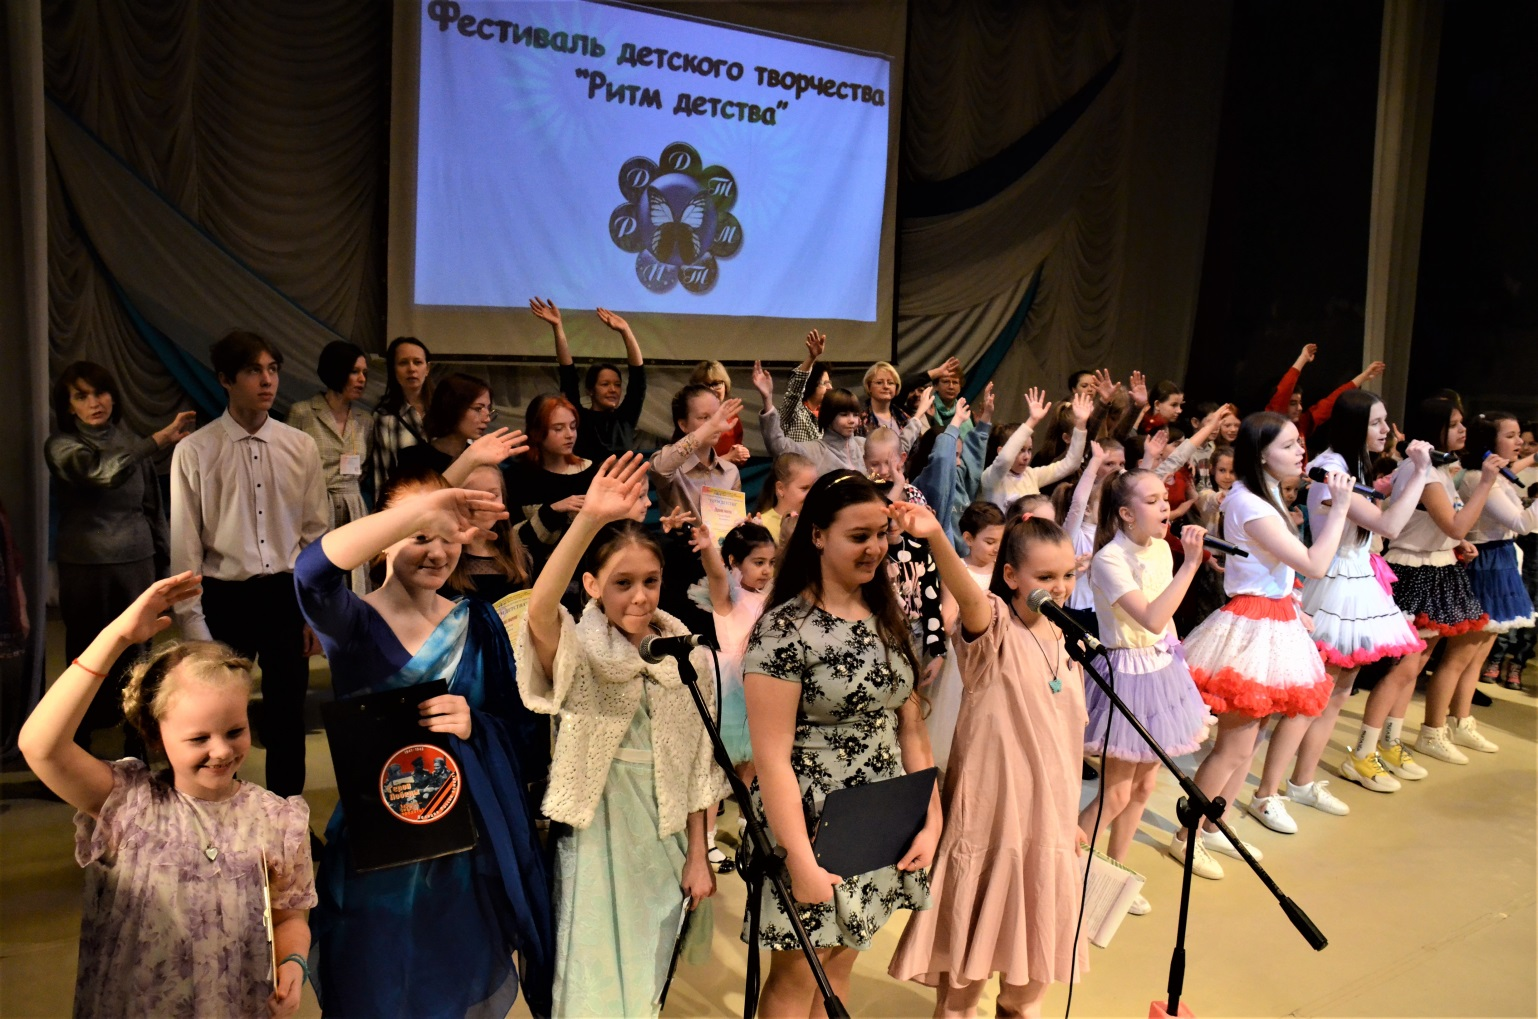 Фестиваль детского творчества
"Ритм детства"
Д Д Т
Р М
И Т